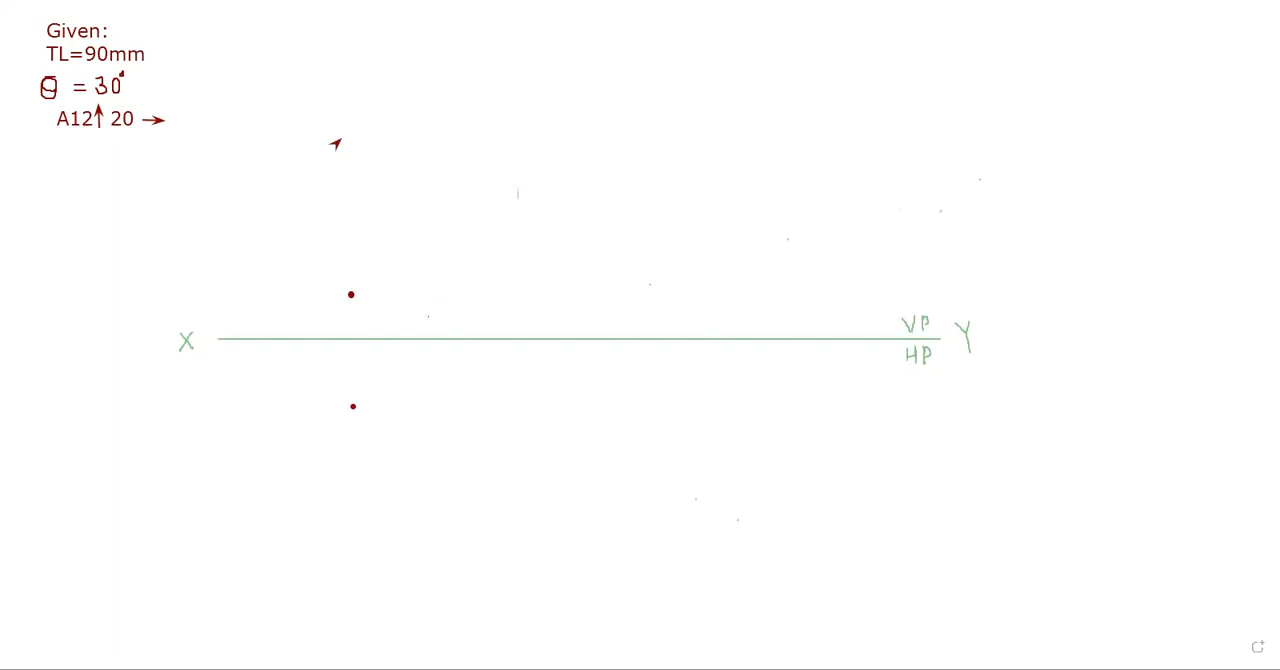 Given:
TL=90mm
θ = 30°
A12↑ 20 →
VP
X Y
HP